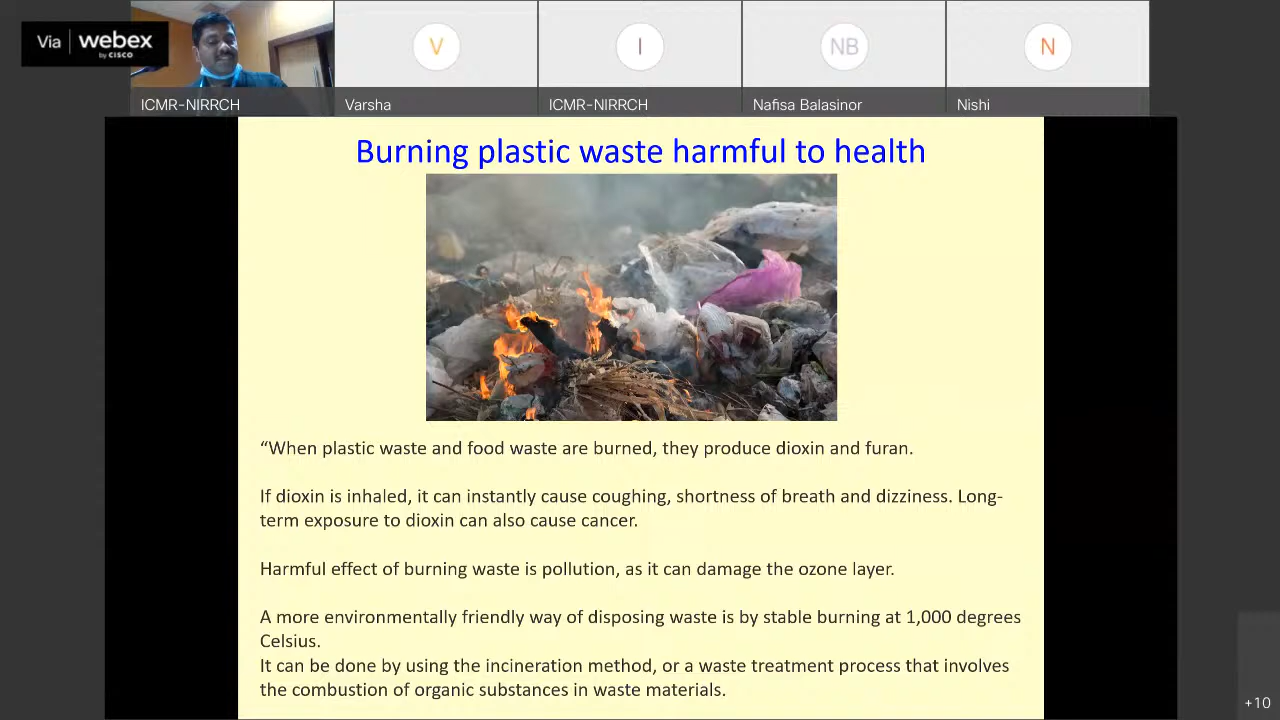 Via webex
by CISCO
V
I
NB
N
ICMR-NIRRCH
Varsha
ICMR-NIRRCH
Nafisa Balasinor
Nishi
Burning plastic waste harmful to health
“When plastic waste and food waste are burned, they produce dioxin and furan.
If dioxin is inhaled, it can instantly cause coughing, shortness of breath and dizziness. Long-
term exposure to dioxin can also cause cancer.
Harmful effect of burning waste is pollution, as it can damage the ozone layer.
A more environmentally friendly way of disposing waste is by stable burning at 1,000 degrees
Celsius.
It can be done by using the incineration method, or a waste treatment process that involves
the combustion of organic substances in waste materials.
+10